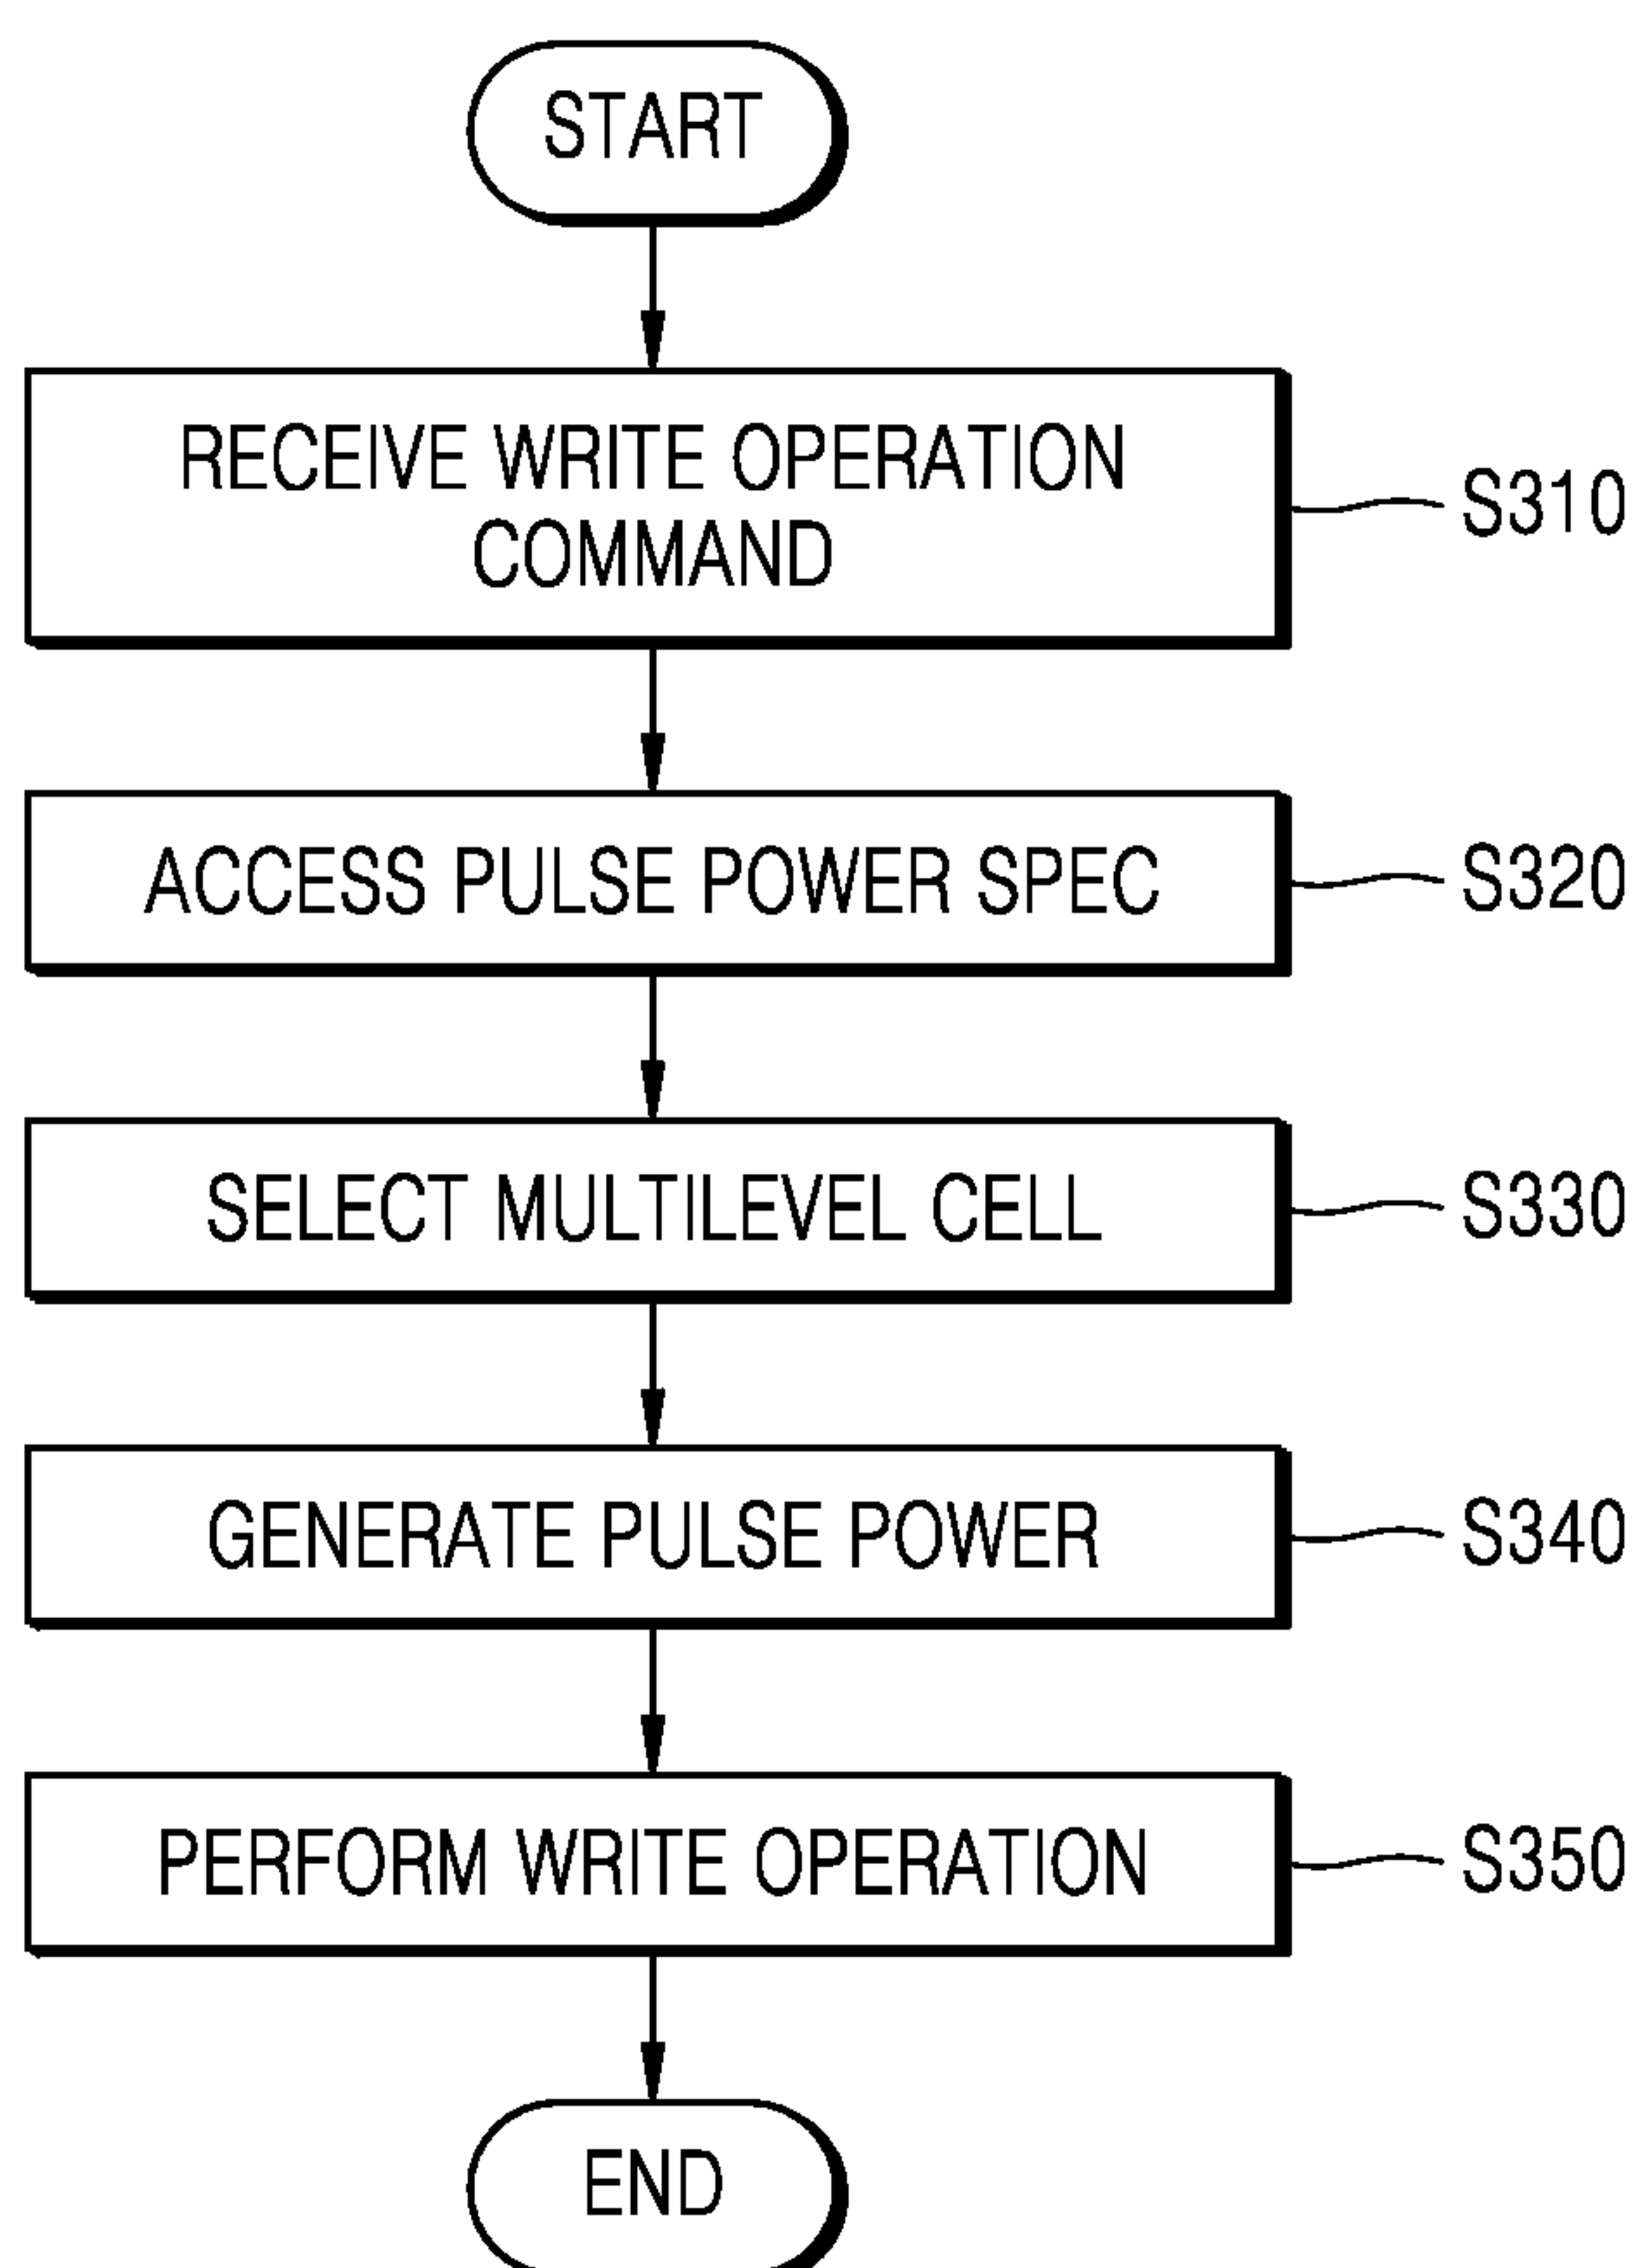 START
RECEIVE WRITE OPERATION
COMMAND
S310
ACCESS PULSE POWER SPEC
S320
SELECT MULTILEVEL CELL
S330
GENERATE PULSE POWER
S340
PERFORM WRITE OPERATION
S350
END